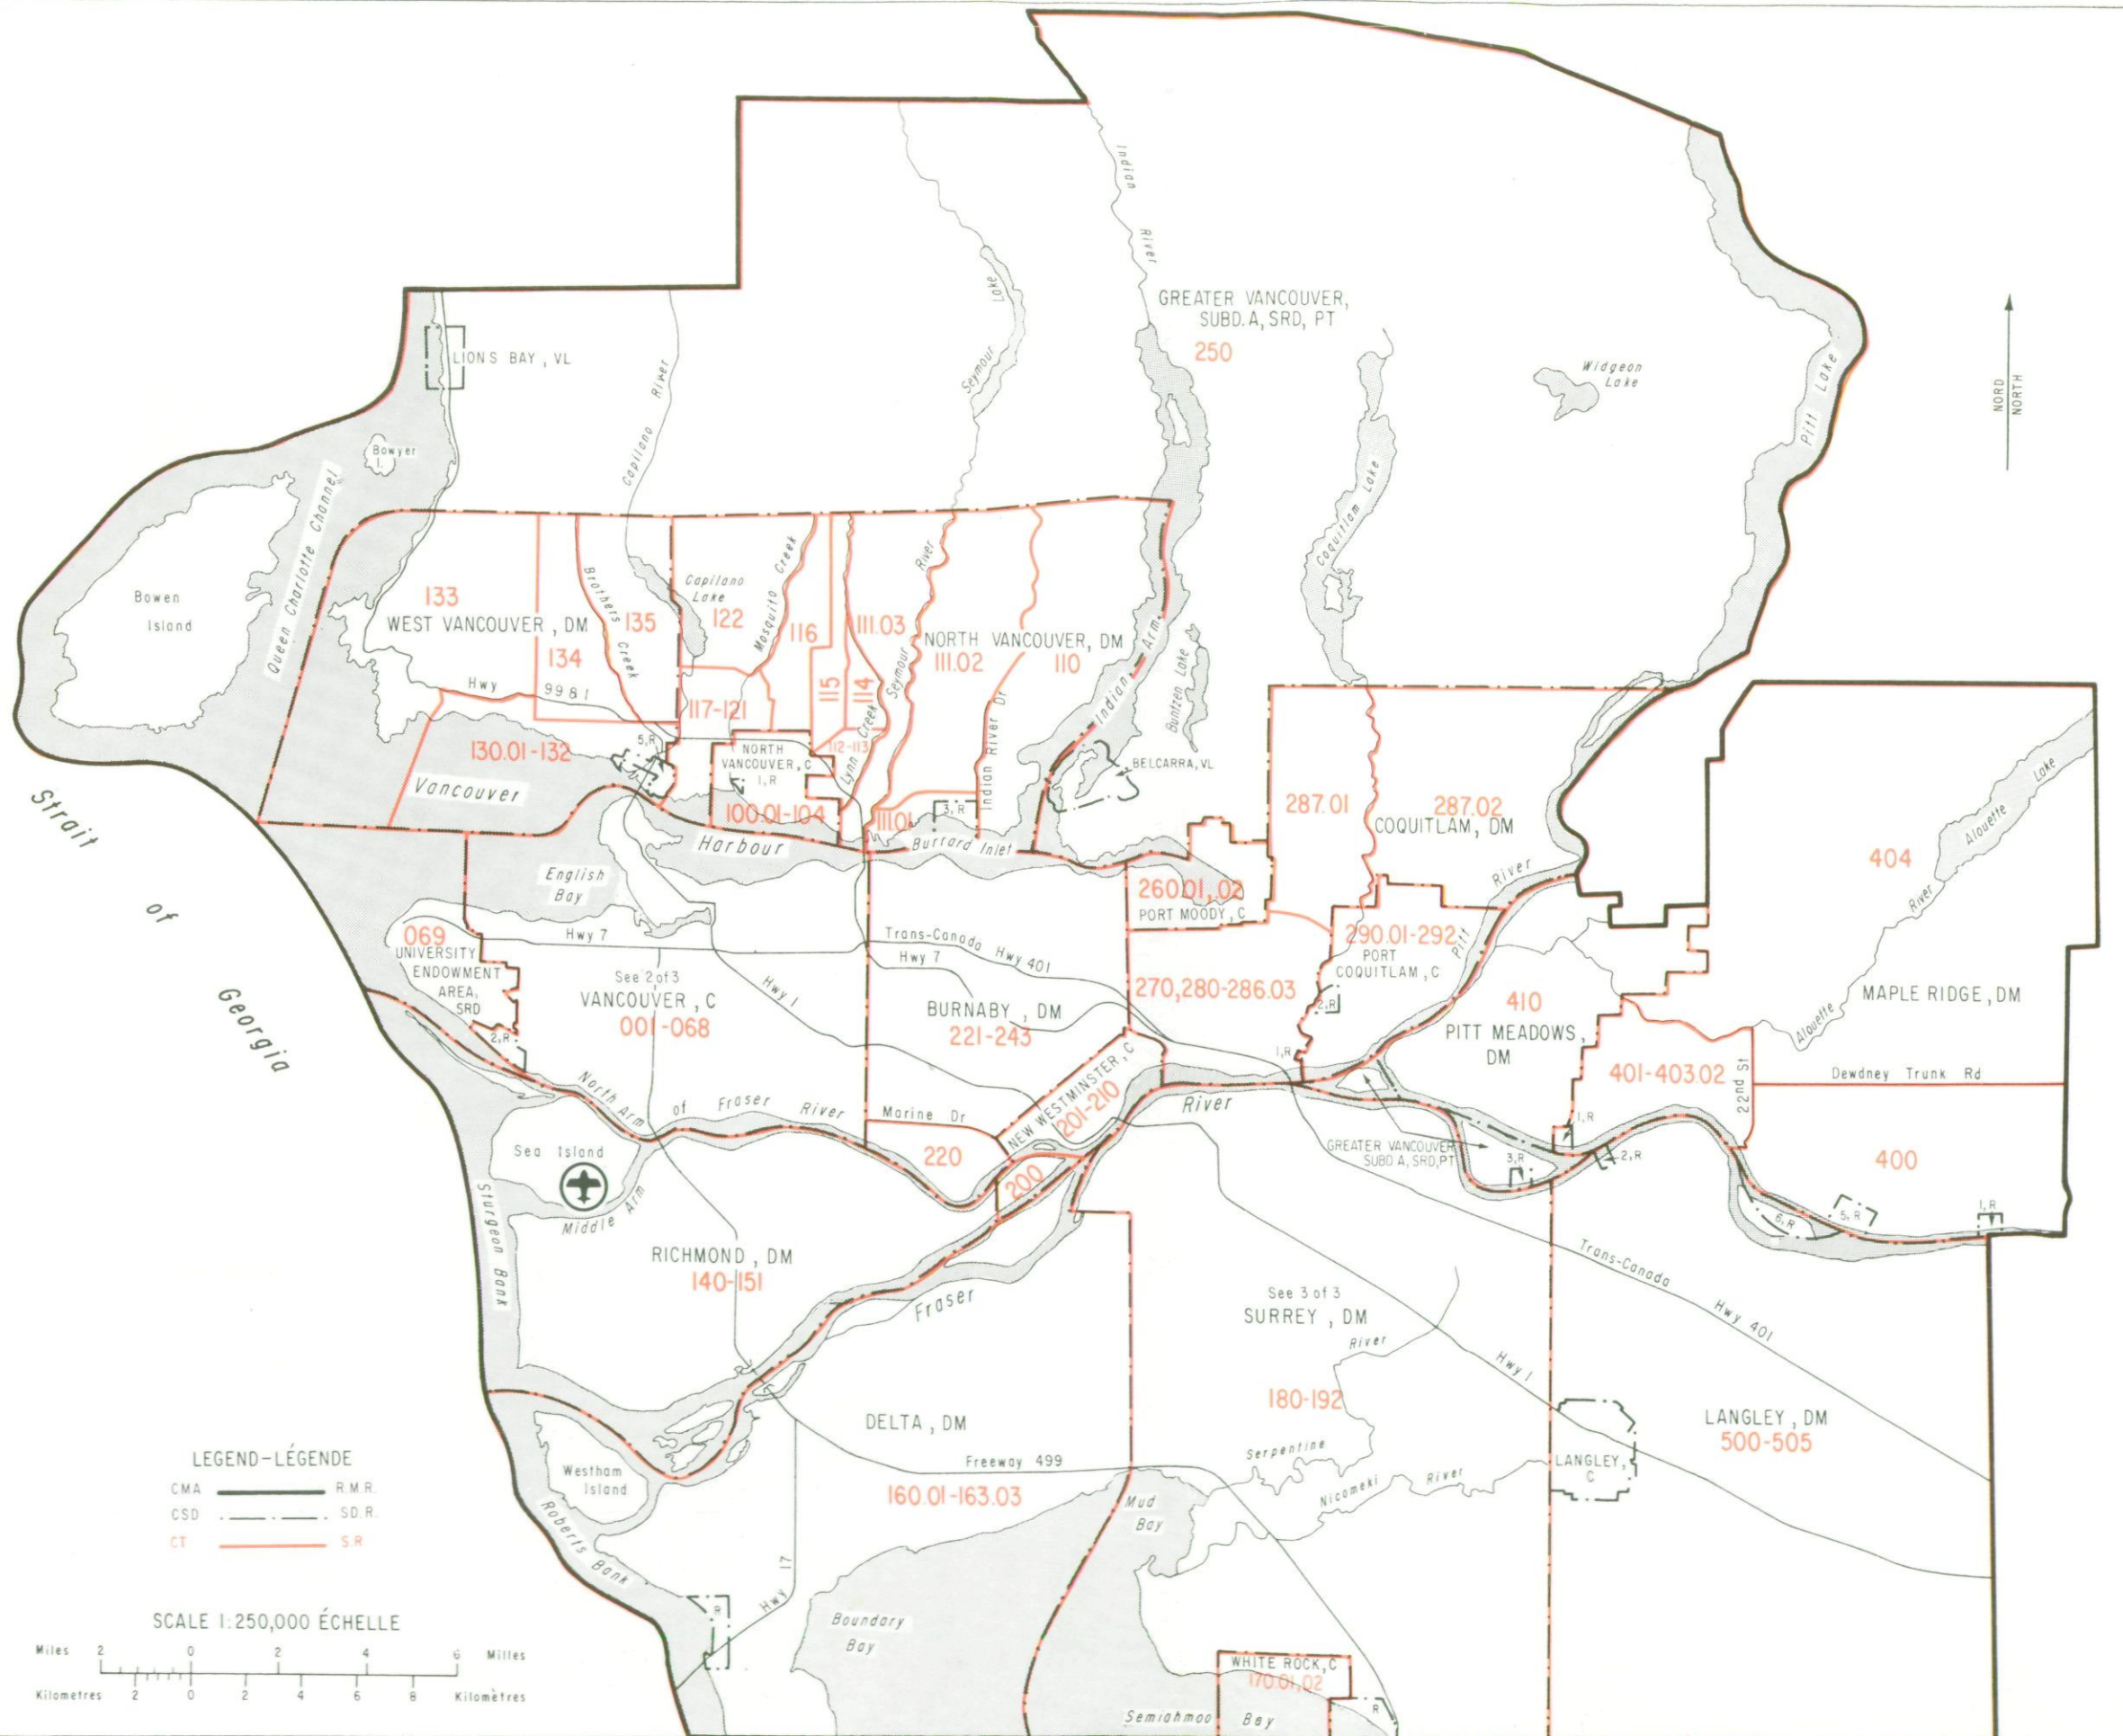 Indian
River
GREATER VANCOUVER,
SUBD. A, SRD, PT
250
LIONS BAY, VL
Capilano River
Seymour Lake
Widgeon
Lake
Pitt Lake
NORD
NORTH
Bowyer
I.
Queen Charlotte Channel
Coquitlam Lake
Bowen
Island
133
WEST VANCOUVER, DM
134
Brothers
Creek
135
Capilano
Lake
122
Mosquito Creek
116
111.03
River
Seymour
NORTH VANCOUVER, DM
111.02
110
Indian Arm
Buntzen Lake
Hwy 99 & 1
117-121
115
114
112-113
Lynn Creek
Indian River Dr
130.01-132
5,R
NORTH
VANCOUVER, C
1,R
100.01-104
111.01
3,R
BELCARRA, VL
Vancouver
Harbour
Burrard Inlet
287.01
287.02
COQUITLAM, DM
Pitt River
404
Alouette Lake
Alouette River
MAPLE RIDGE, DM
Strait
of
Georgia
English
Bay
260.01,02
PORT MOODY, C
069
UNIVERSITY
ENDOWMENT
AREA,
SRD
2,R
Hwy 7
See 2 of 3
VANCOUVER, C
001-068
Hwy 1
Trans-Canada Hwy 401
Hwy 7
BURNABY, DM
221-243
270,280-286.03
290.01-292
PORT
COQUITLAM, C
2,R
1,R
410
PITT MEADOWS,
DM
401-403.02
22nd St
Dewdney Trunk Rd
400
North Arm of Fraser River
Marine Dr
220
NEW WESTMINSTER, C
201-210
200
River
GREATER VANCOUVER
SUBD A, SRD, PT
3,R
1,R
2,R
6,R
5,R
1,R
Sea Island
Middle Arm
Sturgeon Bank
RICHMOND, DM
140-151
Fraser
See 3 of 3
SURREY, DM
River
180-192
Serpentine
Nicomeki River
Trans-Canada Hwy 401
Hwy 1
LANGLEY, DM
500-505
LANGLEY,
C
DELTA, DM
Freeway 499
160.01-163.03
Westham
Island
Roberts Bank
Hwy 17
R
Mud
Bay
Boundary
Bay
WHITE ROCK, C
170.01,02
R
Semiahmoo Bay
LEGEND-LÉGENDE
CMA R.M.R.
CSD SD.R.
CT S.R.
SCALE 1:250,000 ÉCHELLE
Miles 2 0 2 4 6 Milles
Kilometres 2 0 2 4 6 8 Kilomètres